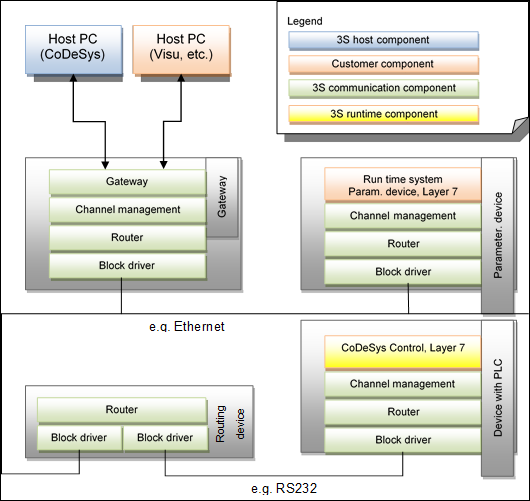 Host PC
(CoDeSys)
Host PC
(Visu, etc.)
Legend
3S host component
Customer component
3S communication component
3S runtime component
Gateway
Channel management
Router
Block driver
Gateway
Run time system
Param. device, Layer 7
Channel management
Router
Block driver
Parameter. device
e.g. Ethernet
CoDeSys Control, Layer 7
Channel management
Router
Block driver
Device with PLC
Router
Block driver
Block driver
Routing
device
e.g. RS232